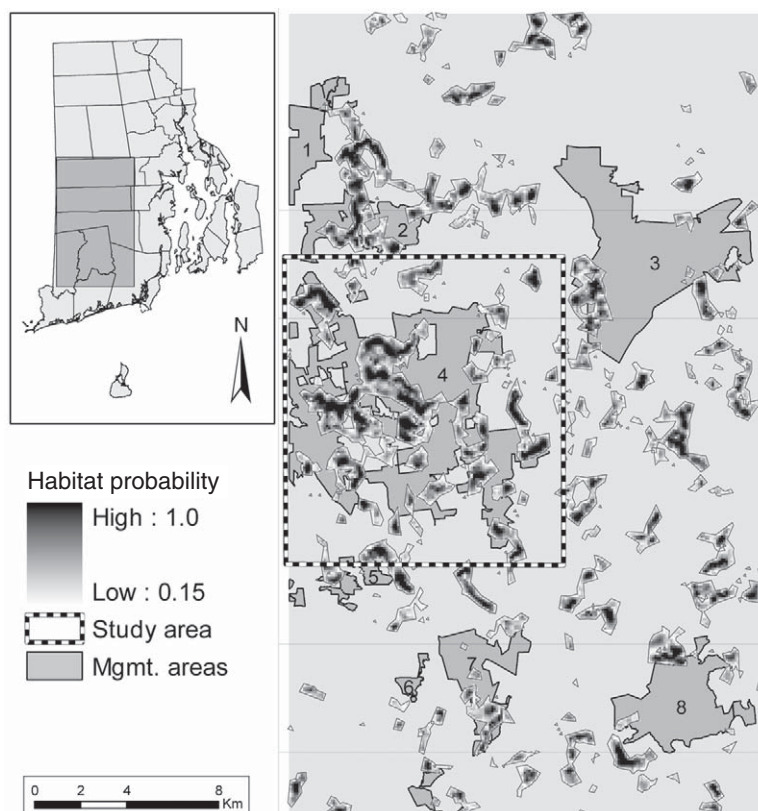 N
Habitat probability
High : 1.0
Low : 0.15
Study area
Mgmt. areas
0 2 4 8
Km
1
2
3
4
5
6
7
8